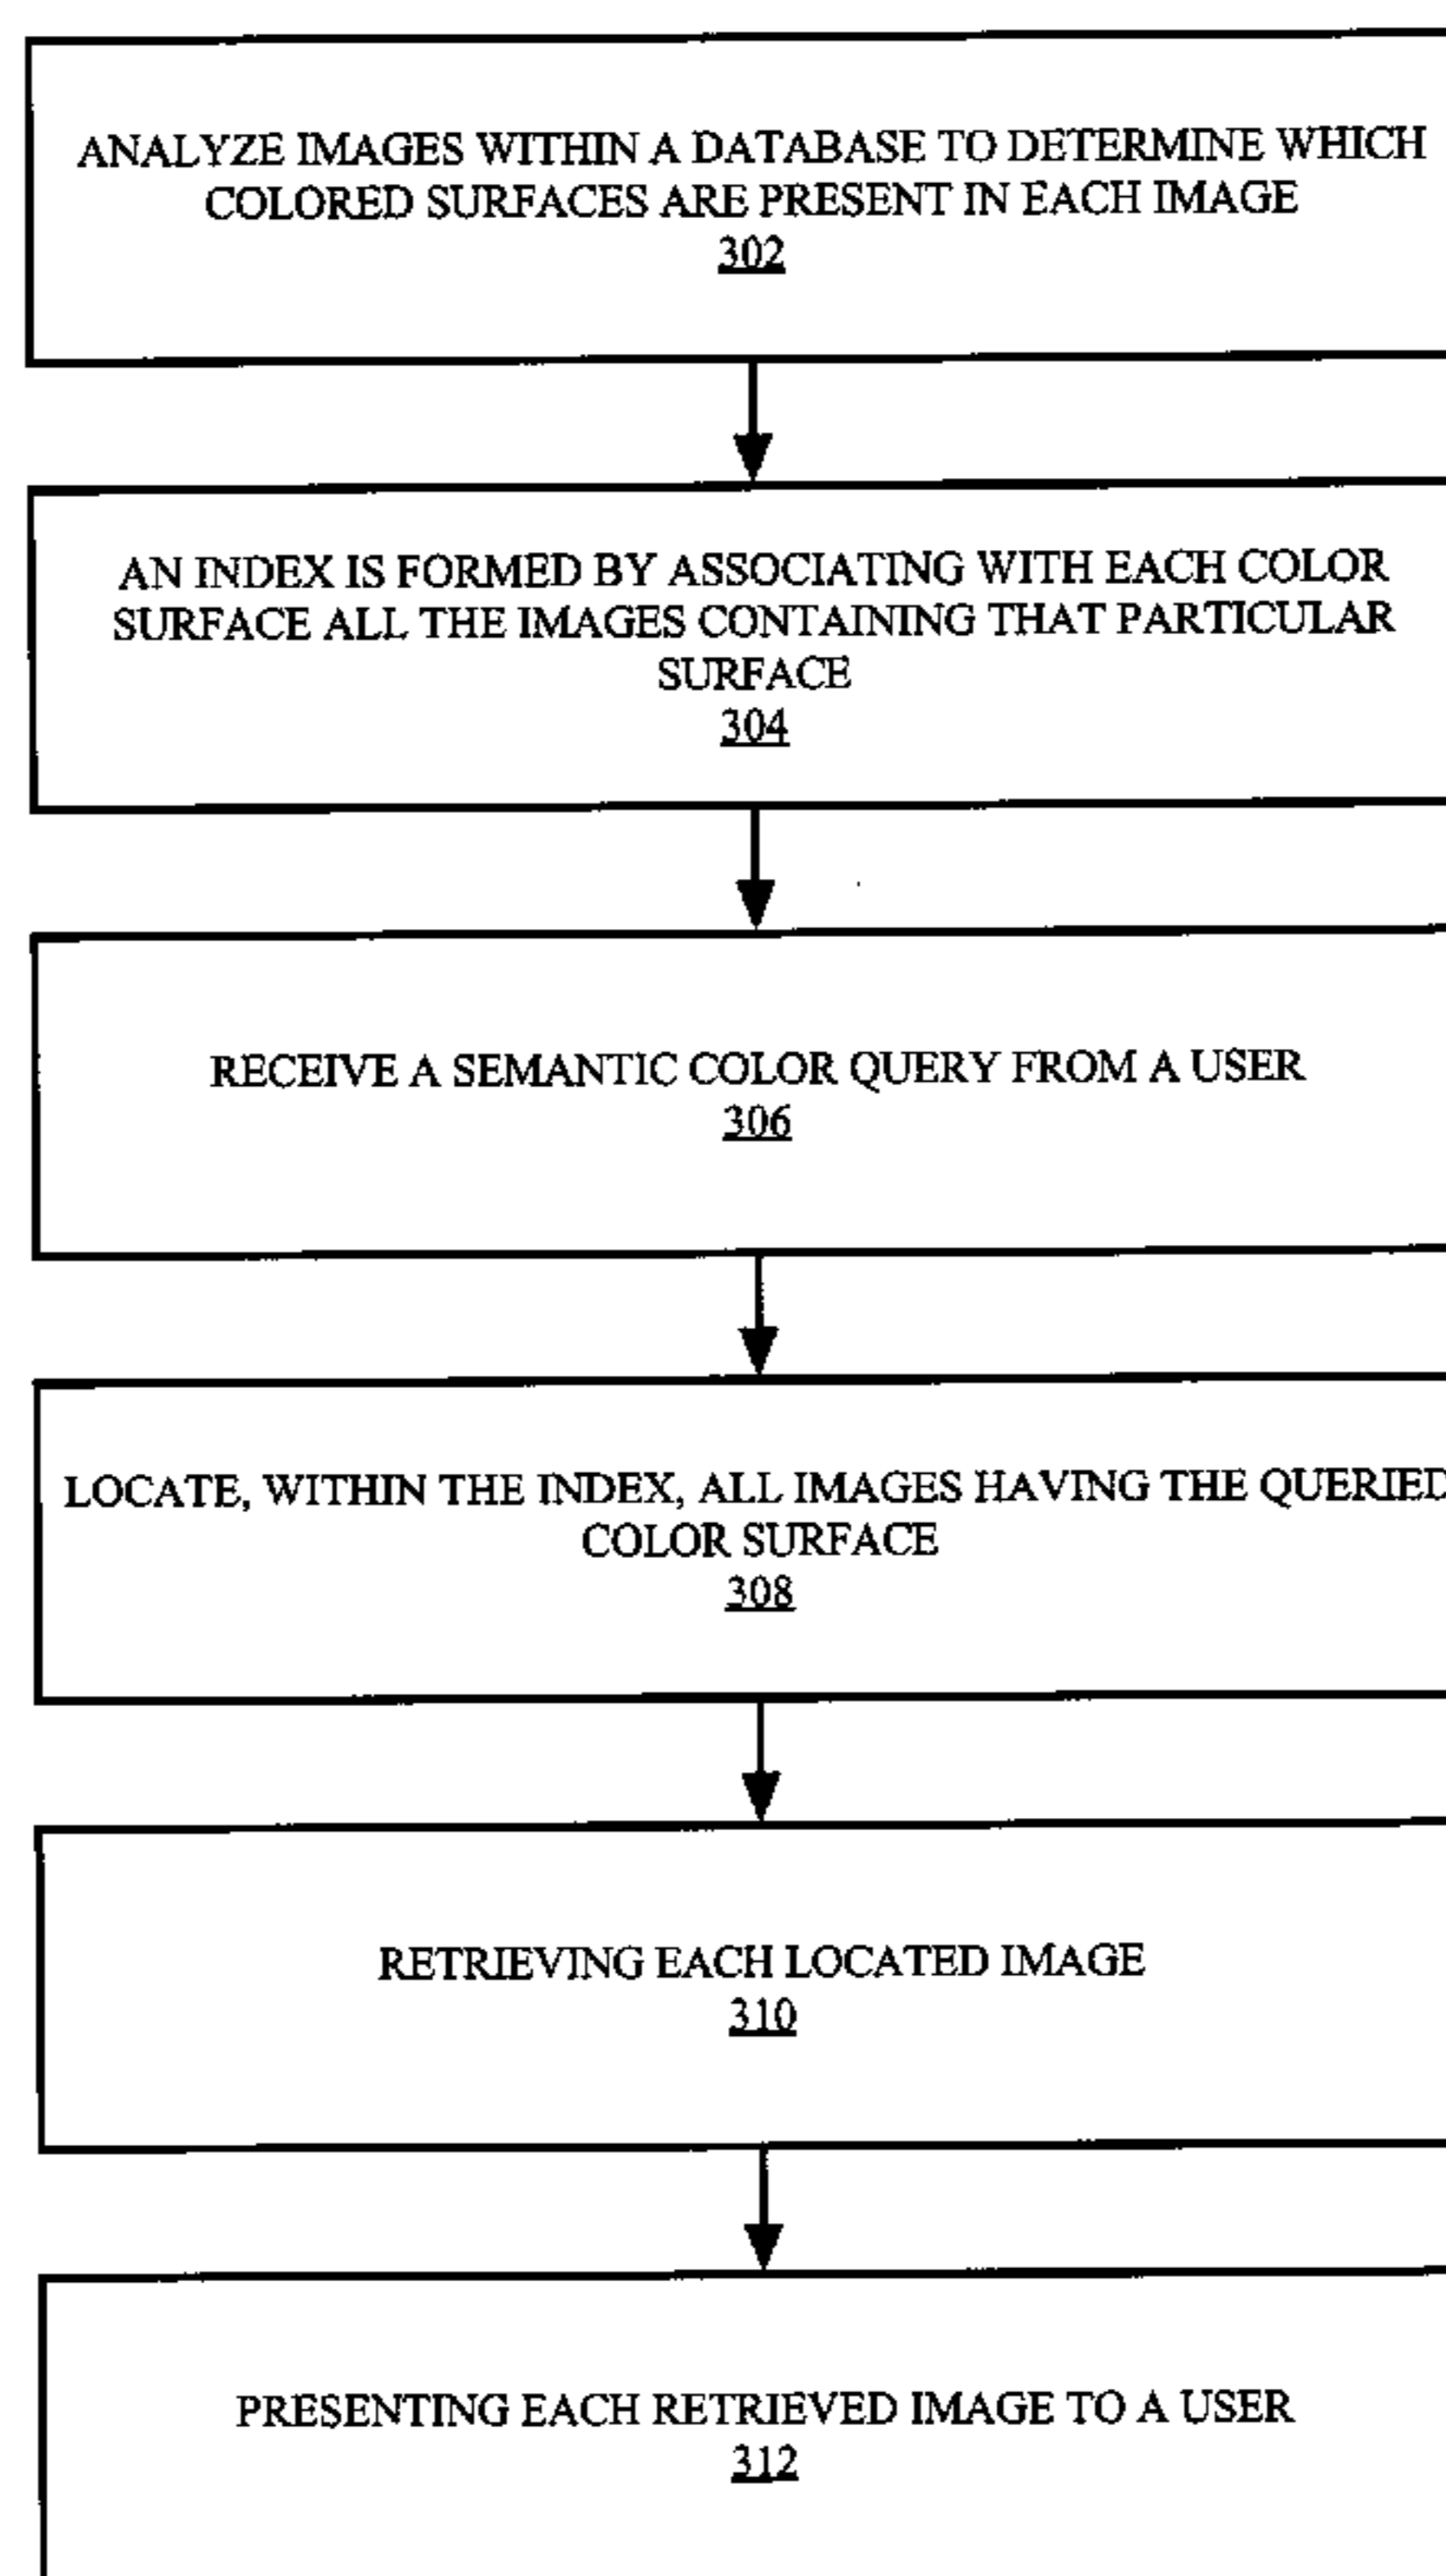 ANALYZE IMAGES WITHIN A DATABASE TO DETERMINE WHICH
COLORED SURFACES ARE PRESENT IN EACH IMAGE
302
AN INDEX IS FORMED BY ASSOCIATING WITH EACH COLOR
SURFACE ALL THE IMAGES CONTAINING THAT PARTICULAR
SURFACE
304
RECEIVE A SEMANTIC COLOR QUERY FROM A USER
306
LOCATE, WITHIN THE INDEX, ALL IMAGES HAVING THE QUERIED
COLOR SURFACE
308
RETRIEVING EACH LOCATED IMAGE
310
PRESENTING EACH RETRIEVED IMAGE TO A USER
312